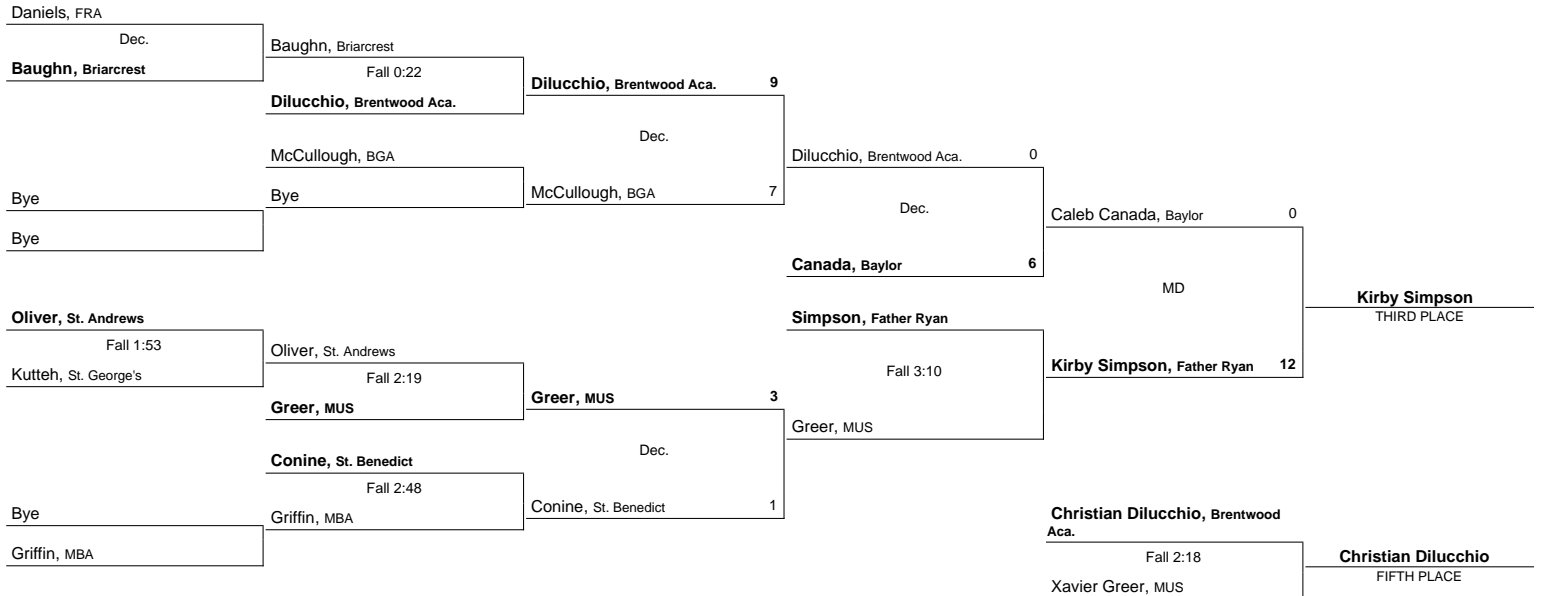 Daniels, FRA
Dec.
Baughn, Briarcrest
Bye
Bye
Oliver, St. Andrews
Fall 1:53
Kutteh, St. George's
Bye
Griffin, MBA
Baughn, Briarcrest
Fall 0:22
Dilucchio, Brentwood Aca.
McCullough, BGA
Bye
Oliver, St. Andrews
Fall 2:19
Greer, MUS
Conine, St. Benedict
Fall 2:48
Griffin, MBA
Dilucchio, Brentwood Aca. 9
Dec.
McCullough, BGA 7
Greer, MUS 3
Dec.
Conine, St. Benedict 1
Dilucchio, Brentwood Aca. 0
Dec.
Canada, Baylor 6
Simpson, Father Ryan
Fall 3:10
Greer, MUS
Caleb Canada, Baylor 0
MD
Kirby Simpson, Father Ryan 12
Kirby Simpson
THIRD PLACE
Christian Dilucchio, Brentwood
Aca.
Fall 2:18
Xavier Greer, MUS
Christian Dilucchio
FIFTH PLACE